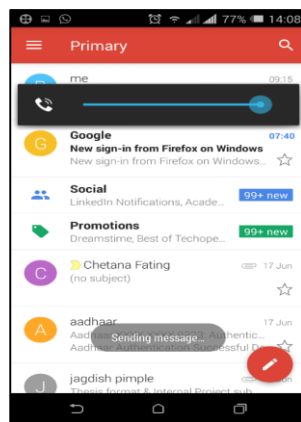 77% 14:08
Primary
me 09:15
G Google 07:40
New sign-in from Firefox on Windows
New sign-in from Firefox on Windows...
Social
LinkedIn Notifications, Acade... 99+ new
Promotions
Dreamstime, Best of Techope... 99+ new
C Chetana Fating 17 Jun
(no subject)
A aadhaar 17 Jun
Sending message...
Aadhaar Authentication Successful
J jagdish pimple
Thesis format & Internal Project sub